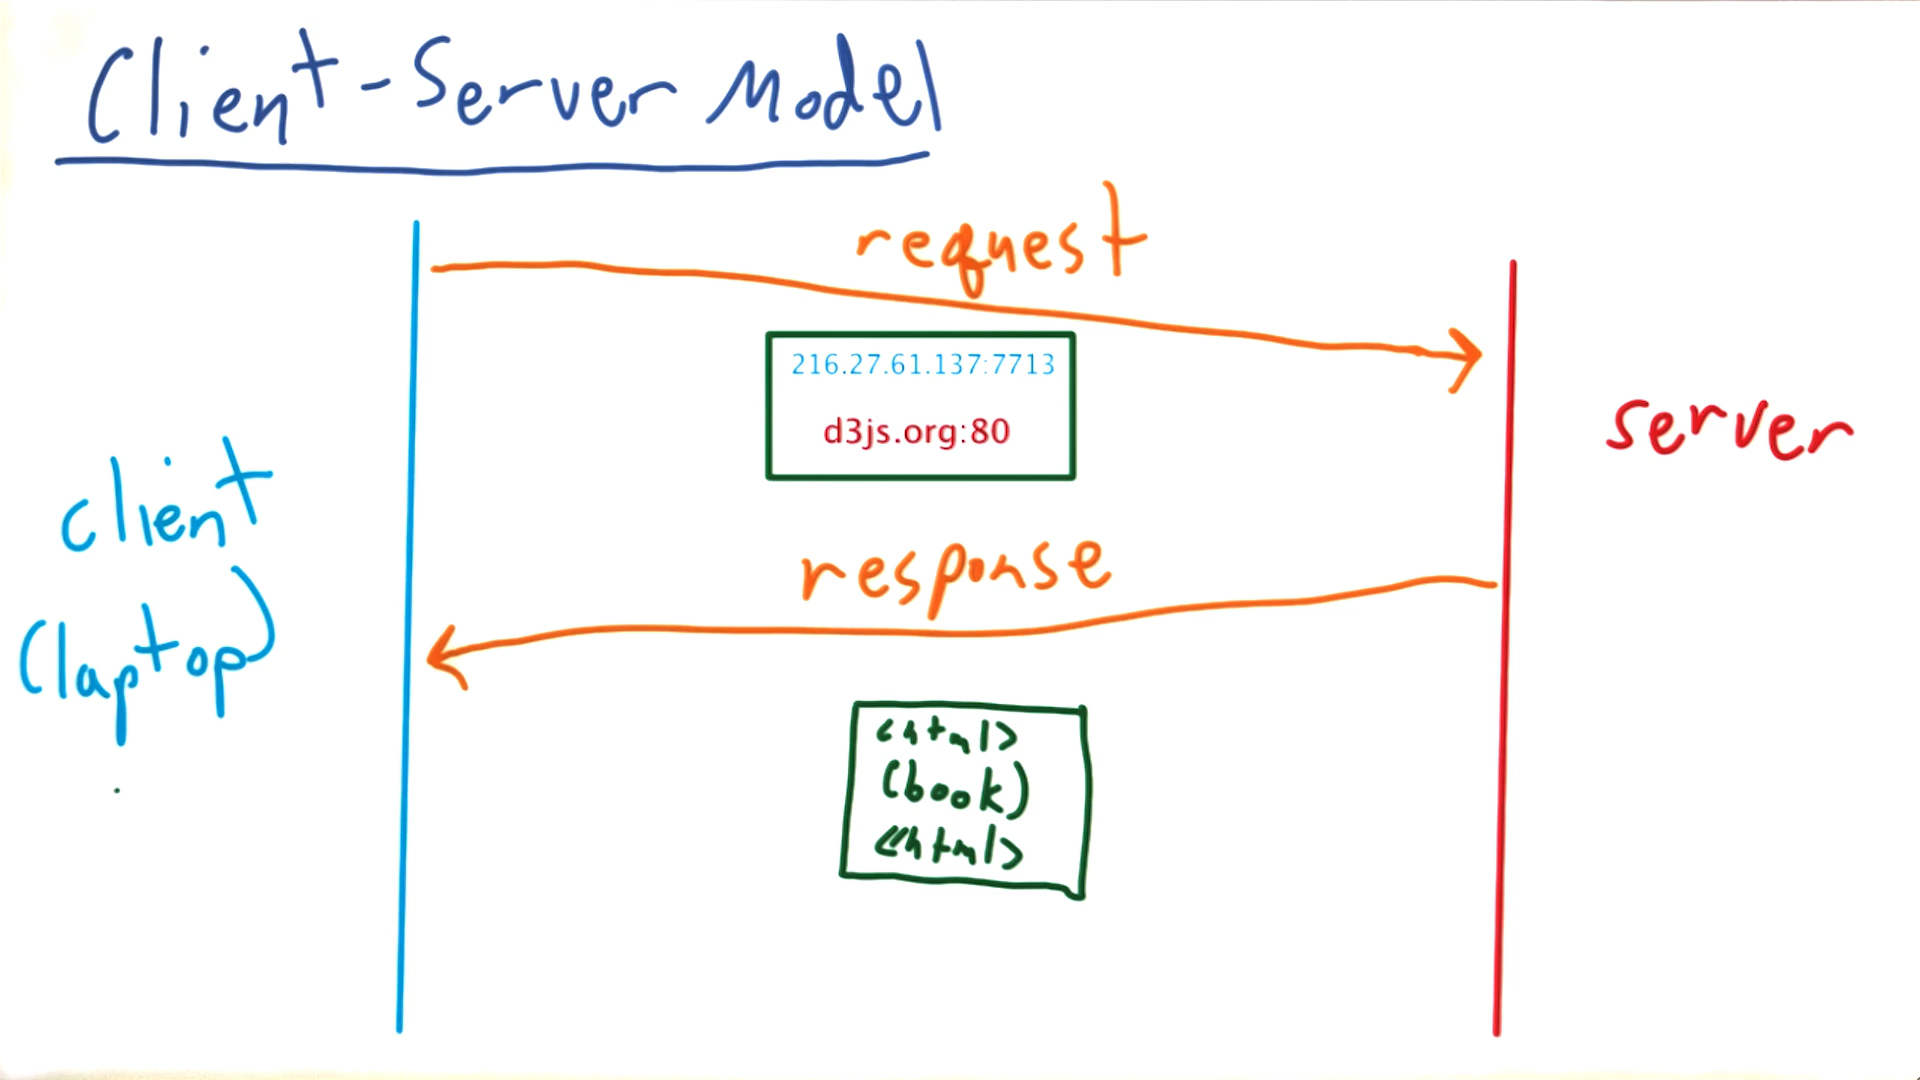 Client-Server Model
request
216.27.61.137:7713
d3js.org:80
server
client
(laptop)
response
<html>
(book)
</html>